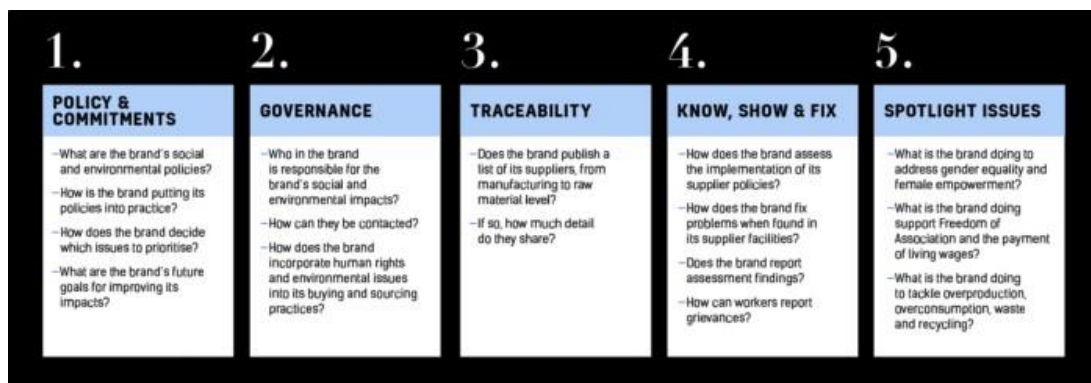 1.
POLICY &
COMMITMENTS
–What are the brand's social
and environmental policies?
–How is the brand putting its
policies into practice?
–How does the brand decide
which issues to prioritise?
–What are the brand's future
goals for improving its
impacts?
2.
GOVERNANCE
–Who in the brand
is responsible for the
brand's social and
environmental impacts?
–How can they be contacted?
–How does the brand
incorporate human rights
and environmental issues
into its buying and sourcing
practices?
3.
TRACEABILITY
–Does the brand publish a
list of its suppliers, from
manufacturing to raw
material level?
–If so, how much detail
do they share?
4.
KNOW, SHOW & FIX
–How does the brand assess
the implementation of its
supplier policies?
–How does the brand fix
problems when found in
its supplier facilities?
–Does the brand report
assessment findings?
–How can workers report
grievances?
5.
SPOTLIGHT ISSUES
–What is the brand doing to
address gender equality and
female empowerment?
–What is the brand doing
support Freedom of
Association and the payment
of living wages?
–What is the brand doing
to tackle overproduction,
overconsumption, waste
and recycling?